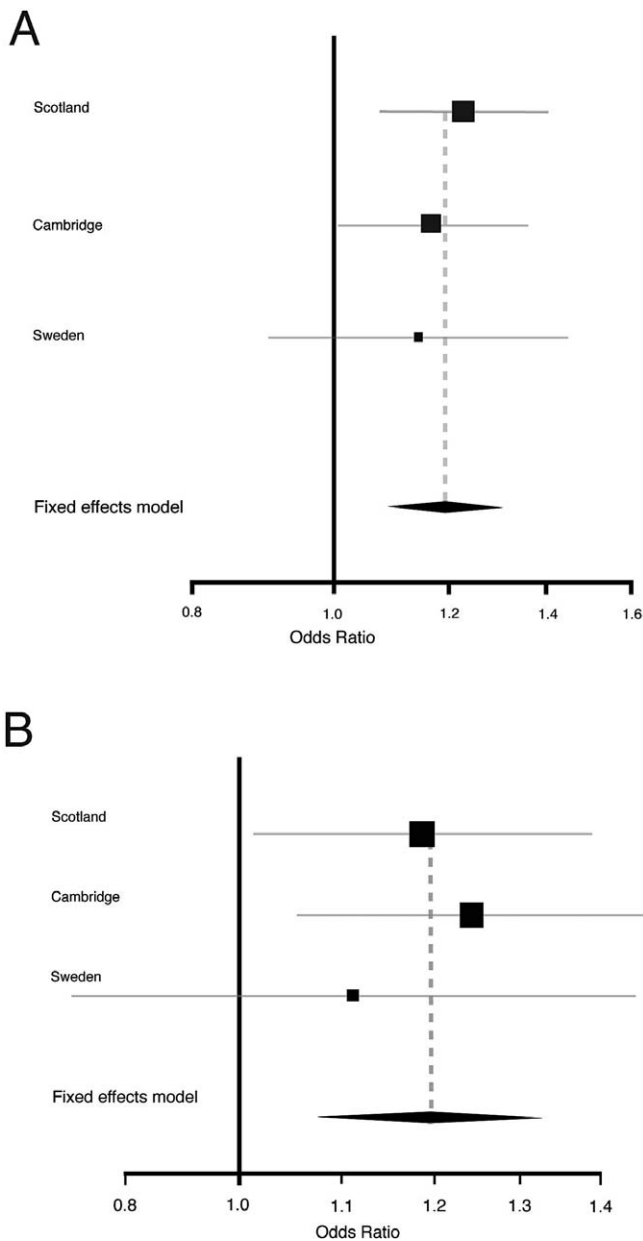 A
Scotland
Cambridge
Sweden
Fixed effects model
0.8 1.0 1.2 1.4 1.6
Odds Ratio
B
Scotland
Cambridge
Sweden
Fixed effects model
0.8 1.0 1.1 1.2 1.3 1.4
Odds Ratio